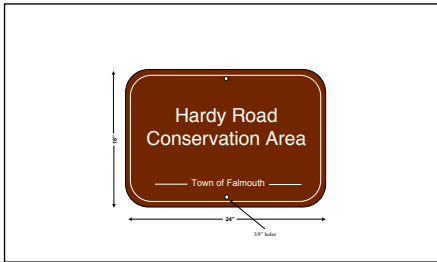 Hardy Road
Conservation Area
Town of Falmouth
18"
24"
3/8" holes